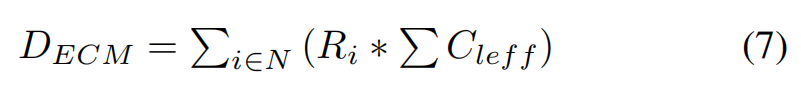 D_{ECM} = \sum_{i \in N} (R_i * \sum C_{leff}) (7)